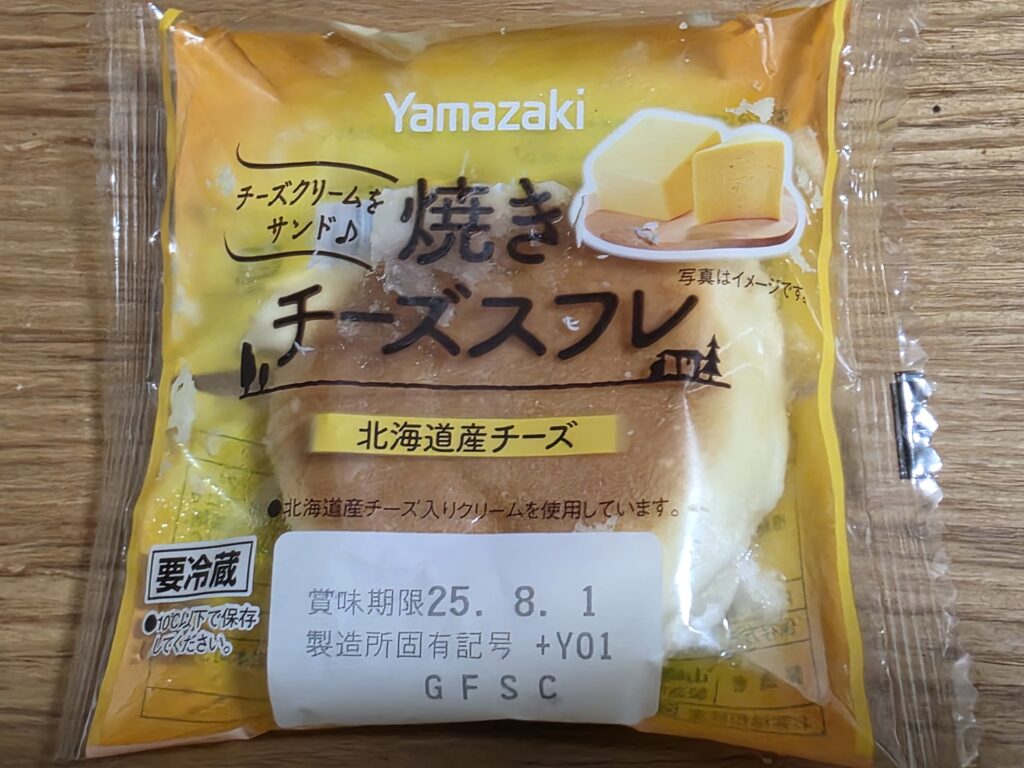 Yamazaki
チーズクリームを
サンド♪
焼き
チーズスフレ
写真はイメージです。
北海道産チーズ
●北海道産チーズ入りクリームを使用しています。
要冷蔵
●10℃以下で保存
してください。
賞味期限25. 8. 1
製造所固有記号 +Y01
GFSC